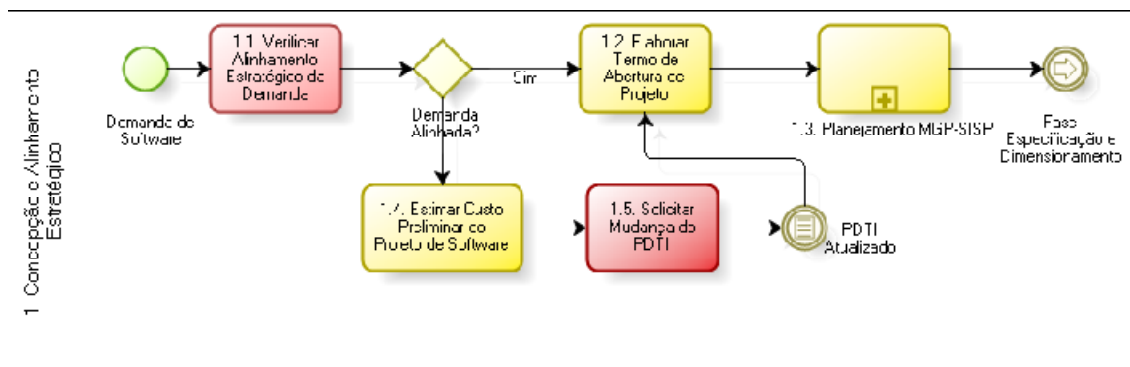 1 Concepção e Alinhamento
Estratégico
Demanda de
Software
1.1. Verificar
Alinhamento
Estratégico da
Demanda
Demanda
Alinhada?
Sim
1.2. Elaborar
Termo de
Abertura do
Projeto
1.3. Planejamento MGP-SISP
Fase
Especificação e
Dimensionamento
1.4. Estimar Custo
Preliminar do
Projeto de Software
1.5. Solicitar
Mudança do
PDTI
PDTI
Atualizado